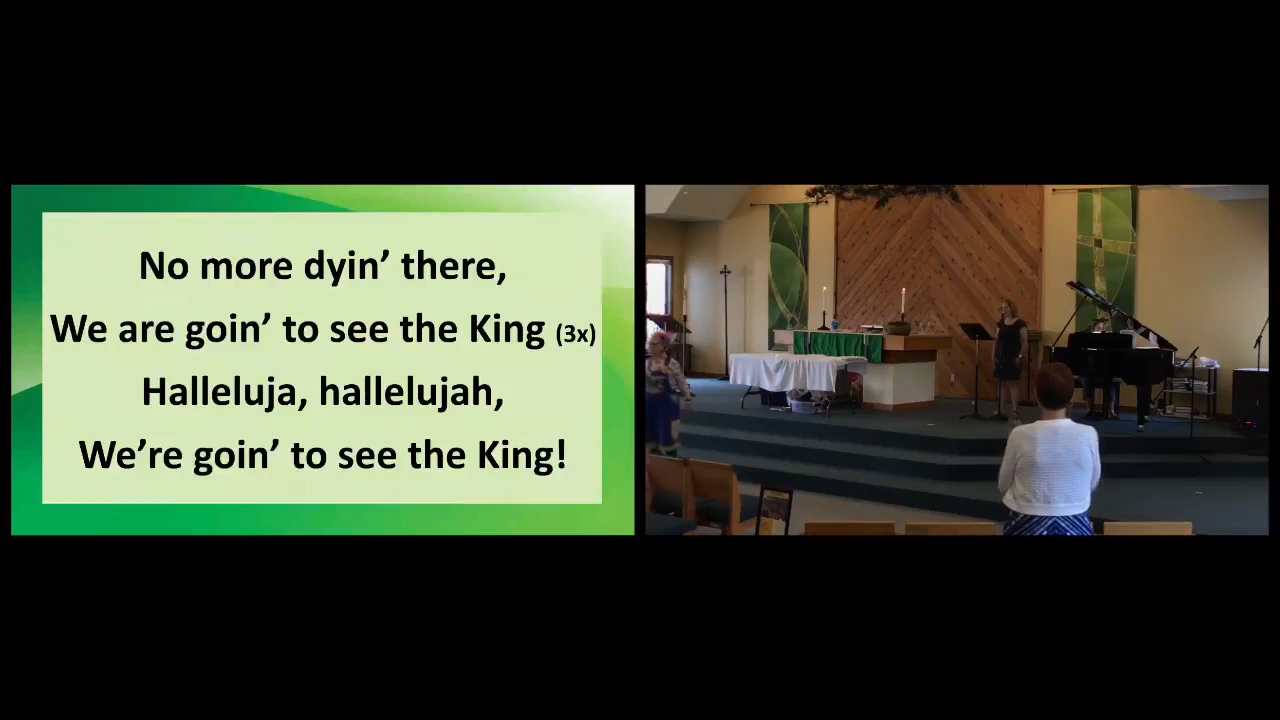 No more dyin’ there,
We are goin’ to see the King (3x)
Halleluja, hallelujah,
We’re goin’ to see the King!